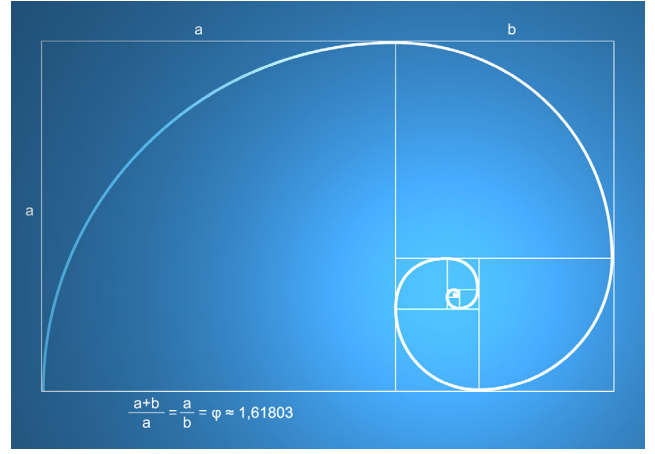 a
b
a
a+b/a = a/b = φ ≈ 1,61803